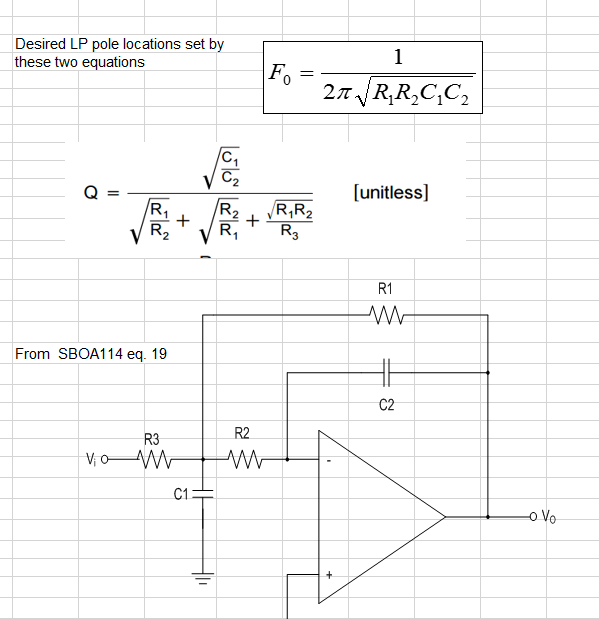 Desired LP pole locations set by
these two equations
F₀ = 1 / (2π√(R₁R₂C₁C₂))
Q = √(C₁/C₂) / (√(R₁/R₂) + √(R₂/R₁) + √(R₁R₂)/R₃) [unitless]
R1
From SBOA114 eq. 19
C2
R3
R2
Vᵢ
C1
-
V₀
+